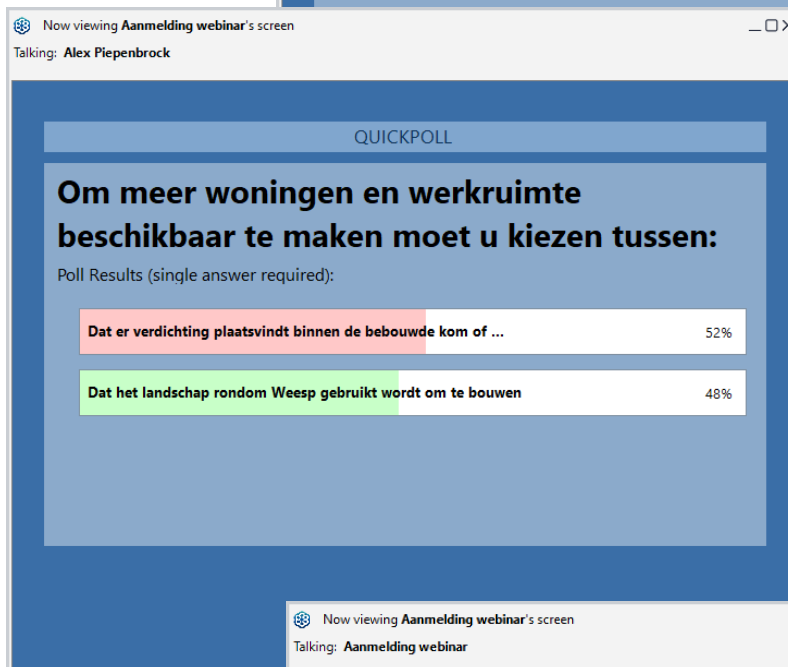 Now viewing Aanmelding webinar's screen
Talking: Alex Piepenbrock
QUICKPOLL
Om meer woningen en werkruimte
beschikbaar te maken moet u kiezen tussen:
Poll Results (single answer required):
Dat er verdichting plaatsvindt binnen de bebouwde kom of ... 52%
Dat het landschap rondom Weesp gebruikt wordt om te bouwen 48%
Now viewing Aanmelding webinar's screen
Talking: Aanmelding webinar